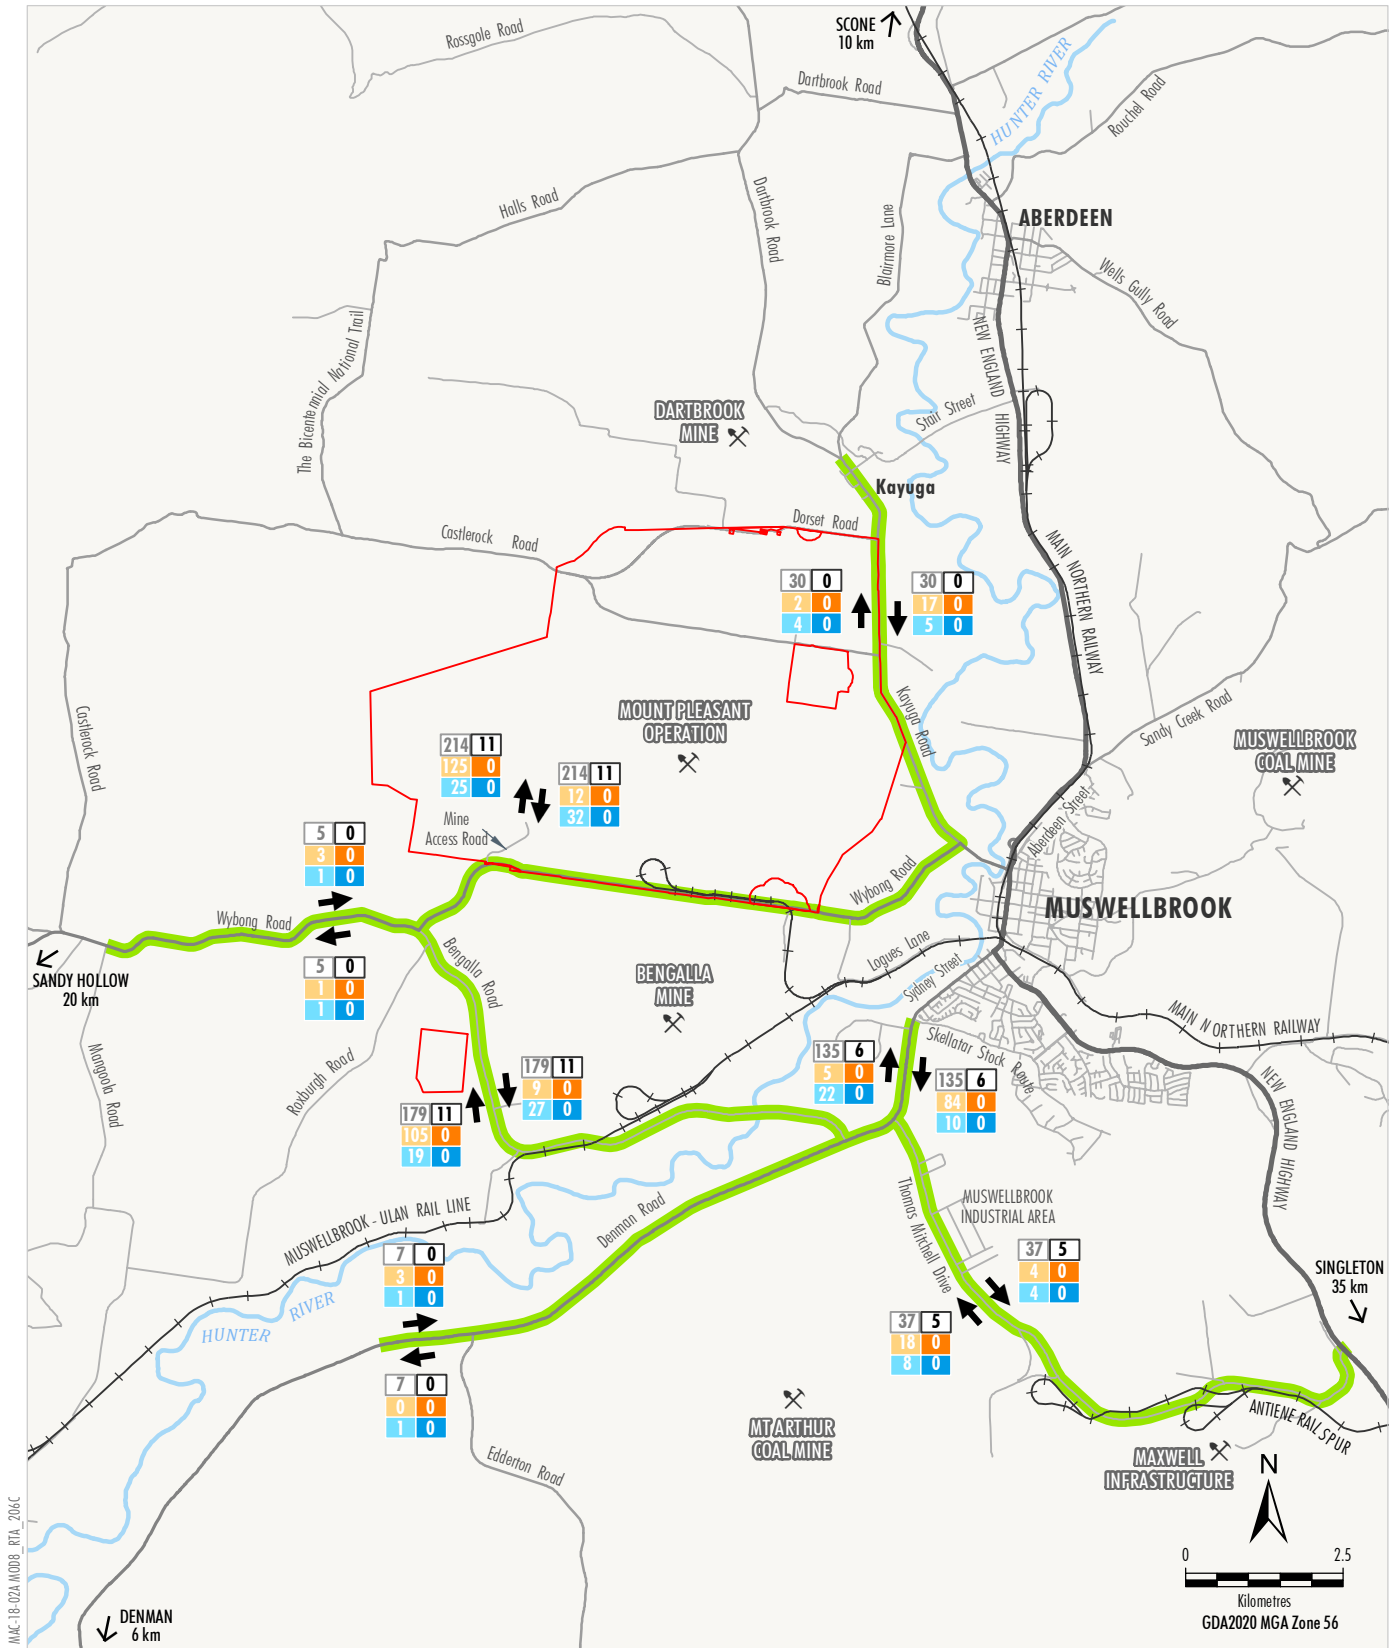 SCONE
10 km
Rossgole Road
HUNTER RIVER
Dartbrook Road
Rouchel Road
Halls Road
Dartbrook Road
Blairmore Lane
ABERDEEN
Wells Gully Road
The Bicentennial National Trail
NEW ENGLAND HIGHWAY
DARTBROOK
MINE
Stair Street
Kayuga
Castlerock Road
Dorset Road
MAIN NORTHERN RAILWAY
30 0
2 0
4 0
30 0
17 0
5 0
Castlerock Road
MOUNT PLEASANT
OPERATION
Kayuga Road
Sandy Creek Road
MUSWELLBROOK
COAL MINE
214 11
125 0
25 0
214 11
12 0
32 0
Mine
Access Road
Aberdeen Street
5 0
3 0
1 0
Wybong Road
Wybong Road
MUSWELLBROOK
SANDY HOLLOW
20 km
5 0
1 0
1 0
Bengalla Road
BENGALLA
MINE
Logues Lane
Sydney Street
MAIN NORTHERN RAILWAY
Mangoola Road
Roxburgh Road
179 11
9 0
27 0
179 11
105 0
19 0
135 6
5 0
22 0
Skellatar Stock Route
135 6
84 0
10 0
NEW ENGLAND HIGHWAY
MUSWELLBROOK - ULAN RAIL LINE
Denman Road
Thomas Mitchell Drive
MUSWELLBROOK
INDUSTRIAL AREA
7 0
3 0
1 0
HUNTER RIVER
37 5
4 0
4 0
SINGLETON
35 km
37 5
18 0
8 0
7 0
0 0
1 0
MT ARTHUR
COAL MINE
ANTIENE RAIL SPUR
MAXWELL
INFRASTRUCTURE
Edderton Road
N
0 2.5
Kilometres
GDA2020 MGA Zone 56
DENMAN
6 km
MAC-18-02A MOD8_RTA_206C